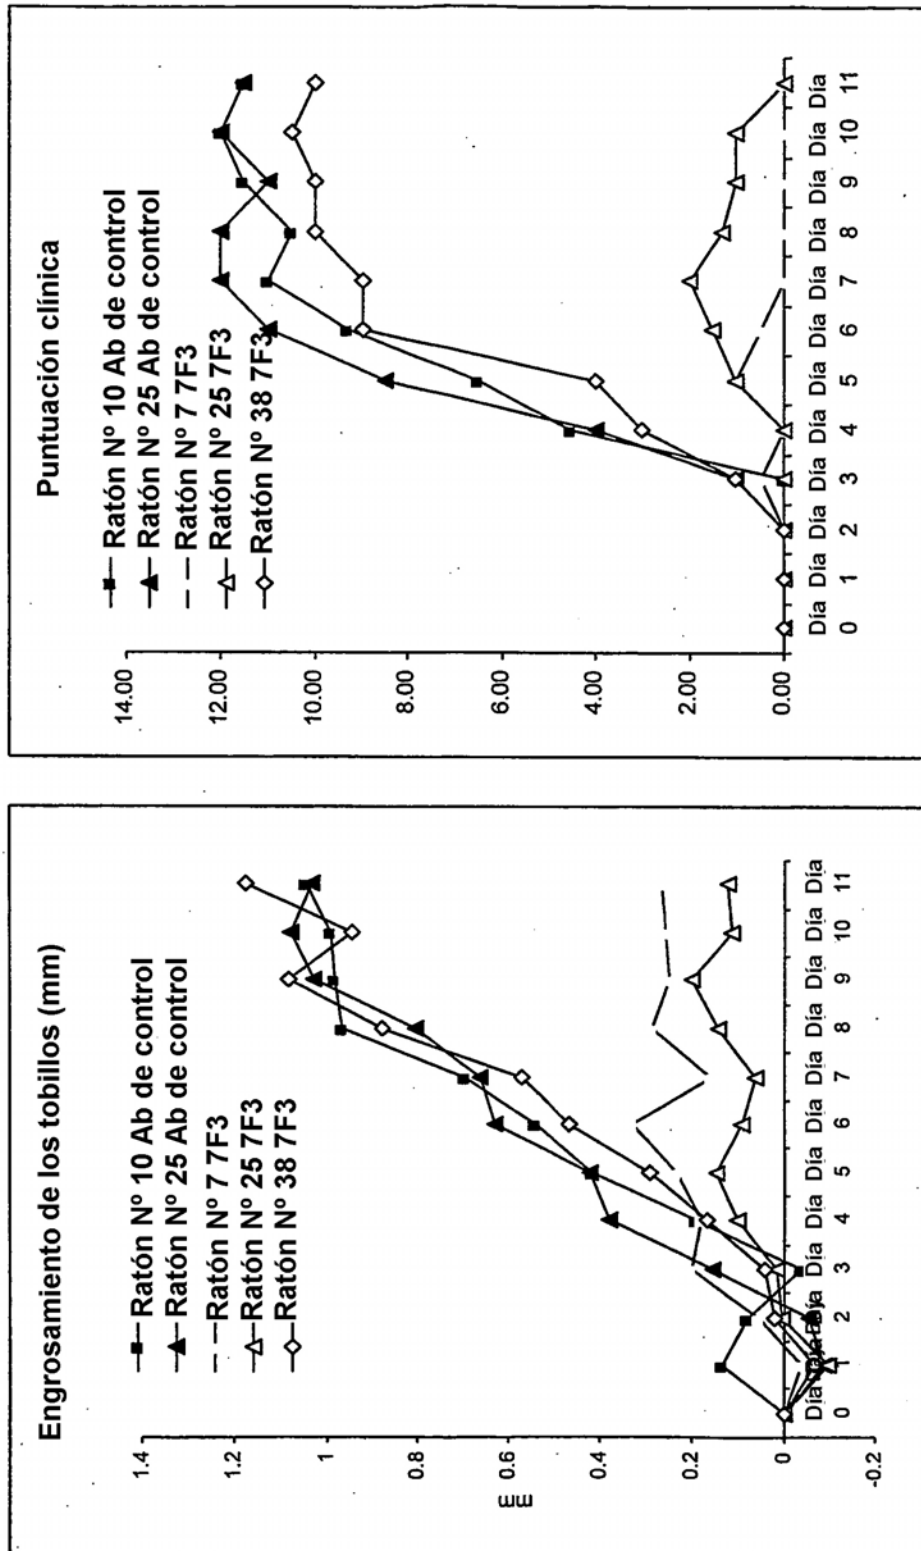 Engrosamiento de los tobillos (mm)
Ratón Nº 10 Ab de control
Ratón Nº 25 Ab de control
Ratón Nº 7 7F3
Ratón Nº 25 7F3
Ratón Nº 38 7F3
mm
1.4
1.2
1
0.8
0.6
0.4
0.2
0
-0.2
Día Día Día Día Día Día Día Día Día Día Día Día
0 1 2 3 4 5 6 7 8 9 10 11
Puntuación clínica
Ratón Nº 10 Ab de control
Ratón Nº 25 Ab de control
Ratón Nº 7 7F3
Ratón Nº 25 7F3
Ratón Nº 38 7F3
14.00
12.00
10.00
8.00
6.00
4.00
2.00
0.00
Día Día Día Día Día Día Día Día Día Día Día Día
0 1 2 3 4 5 6 7 8 9 10 11